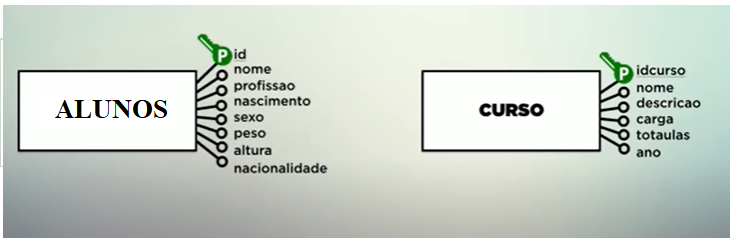 ALUNOS
P
id
nome
profissao
nascimento
sexo
peso
altura
nacionalidade
CURSO
P
idcurso
nome
descricao
carga
totaulas
ano